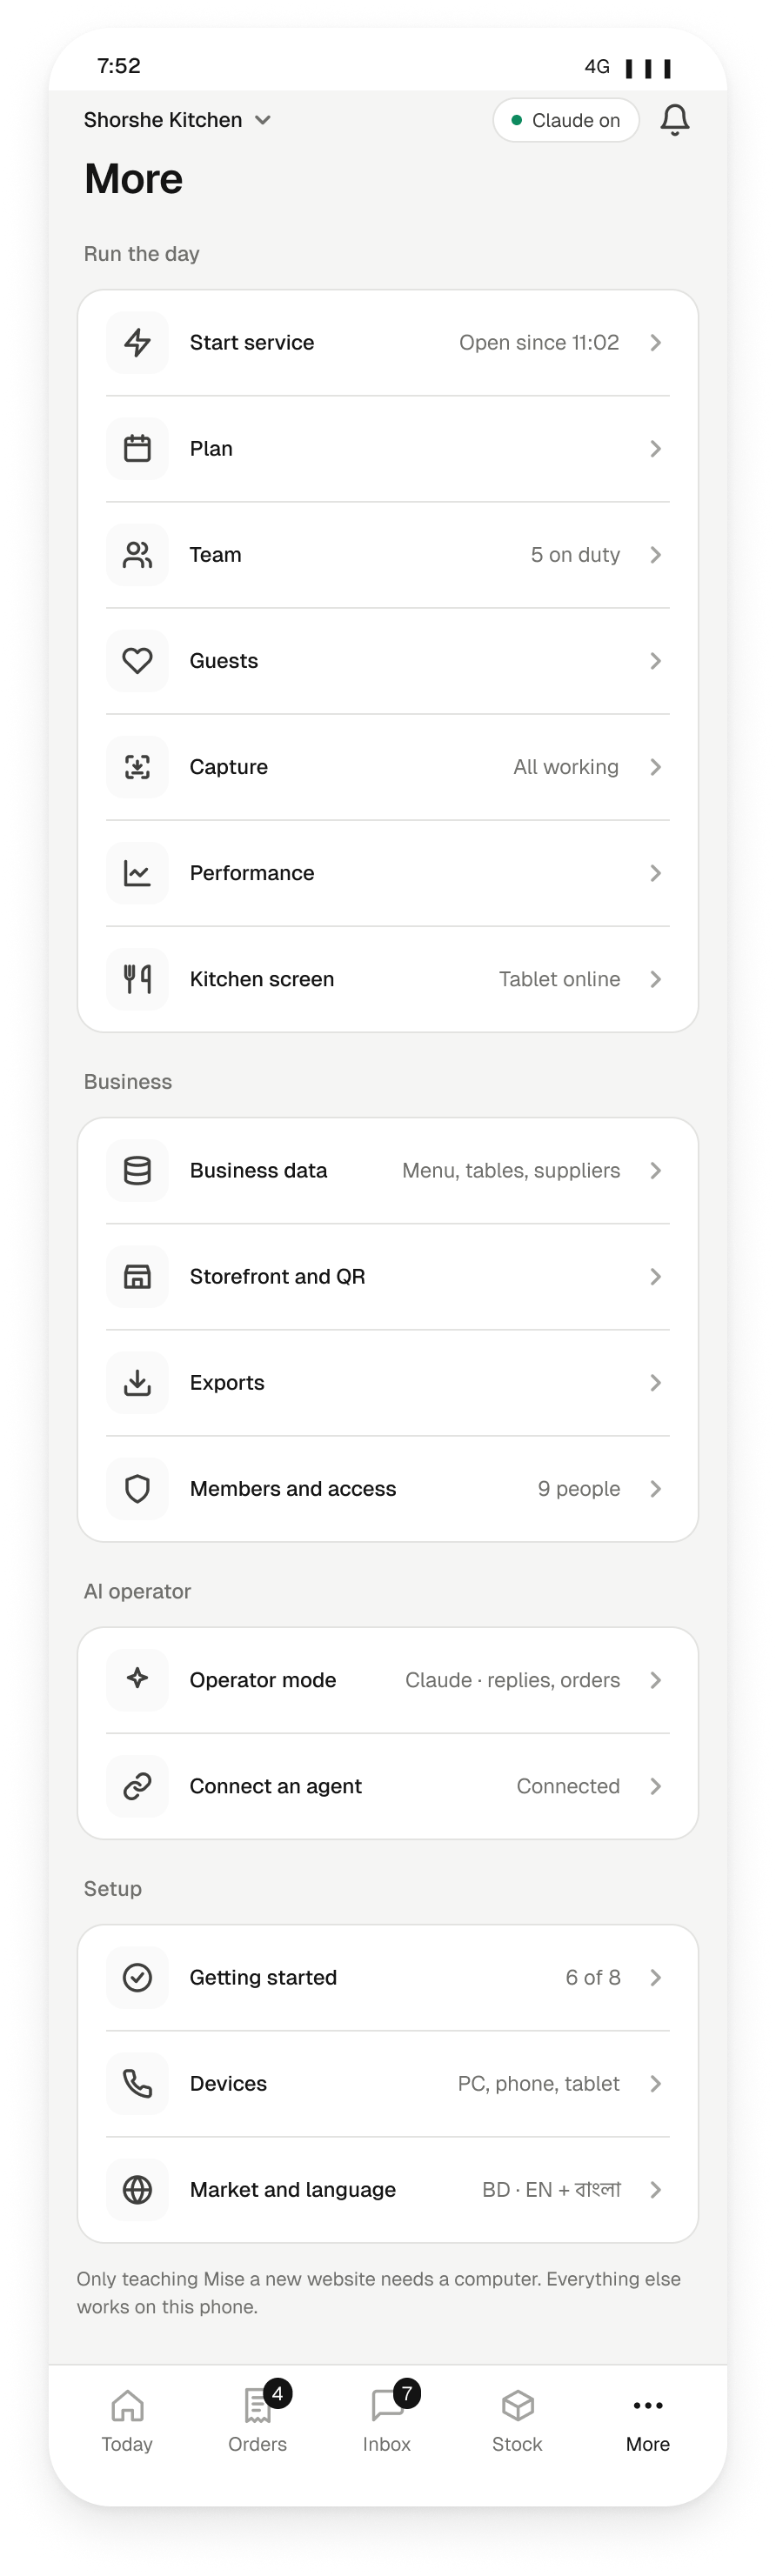 7:52
4G
Shorshe Kitchen
Claude on
More
Run the day
Start service
Open since 11:02
Plan
Team
5 on duty
Guests
Capture
All working
Performance
Kitchen screen
Tablet online
Business
Business data
Menu, tables, suppliers
Storefront and QR
Exports
Members and access
9 people
AI operator
Operator mode
Claude · replies, orders
Connect an agent
Connected
Setup
Getting started
6 of 8
Devices
PC, phone, tablet
Market and language
BD · EN + বাংলা
Only teaching Mise a new website needs a computer. Everything else
works on this phone.
4
7
Today
Orders
Inbox
Stock
More